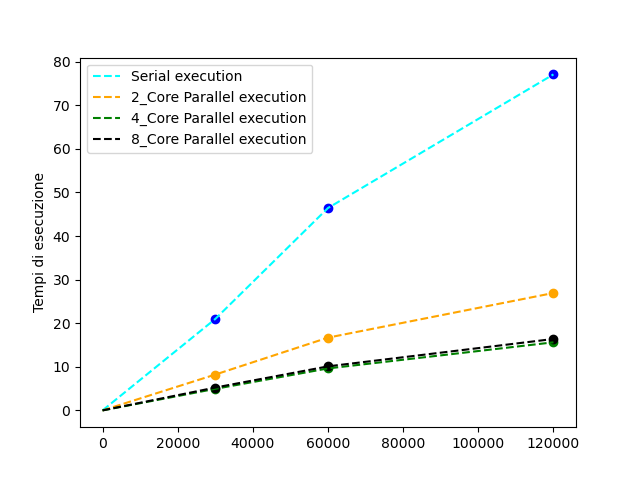 Serial execution
2_Core Parallel execution
4_Core Parallel execution
8_Core Parallel execution
Tempi di esecuzione
80
70
60
50
40
30
20
10
0
0 20000 40000 60000 80000 100000 120000